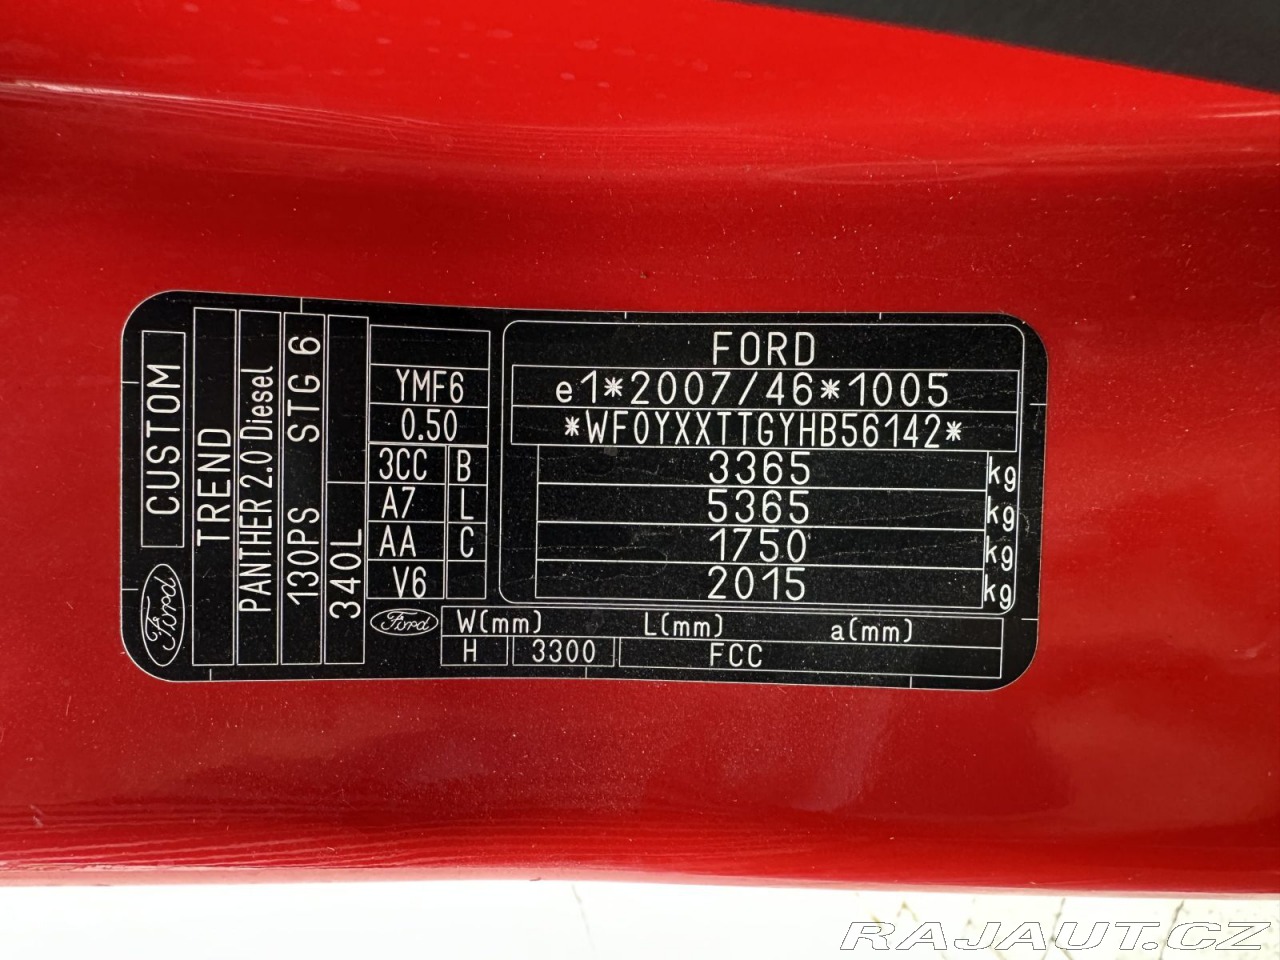 CUSTOM
Ford
TREND
PANTHER 2.0 Diesel
130PS STG 6
340L
YMF6
0.50
3CC B
A7 L
AA C
V6
Ford
FORD
e1*2007/46*1005
*WF0YXXTTGYHB56142*
3365 kg
5365 kg
1750 kg
2015 kg
W(mm) L(mm) a(mm)
H 3300 FCC
RAJAUT.CZ